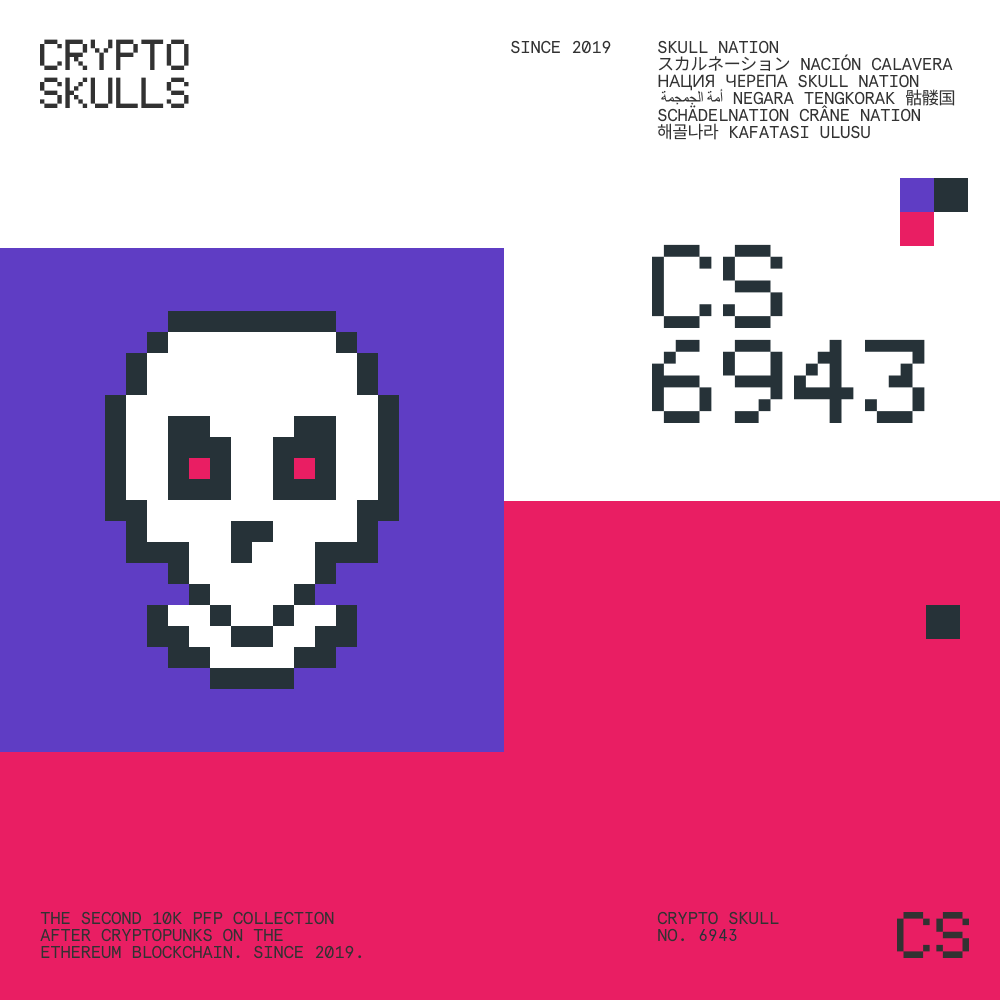 CRYPTO
SKULLS
SINCE 2019
SKULL NATION
スカルネーション NACIÓN CALAVERA
НАЦИЯ ЧЕРЕПА SKULL NATION
أمة الجمجمة NEGARA TENGKORAK 骷髅国
SCHÄDELNATION CRÂNE NATION
해골나라 KAFATASI ULUSU
CS
6943
THE SECOND 10K PFP COLLECTION
AFTER CRYPTOPUNKS ON THE
ETHEREUM BLOCKCHAIN. SINCE 2019.
CRYPTO SKULL
NO. 6943
CS